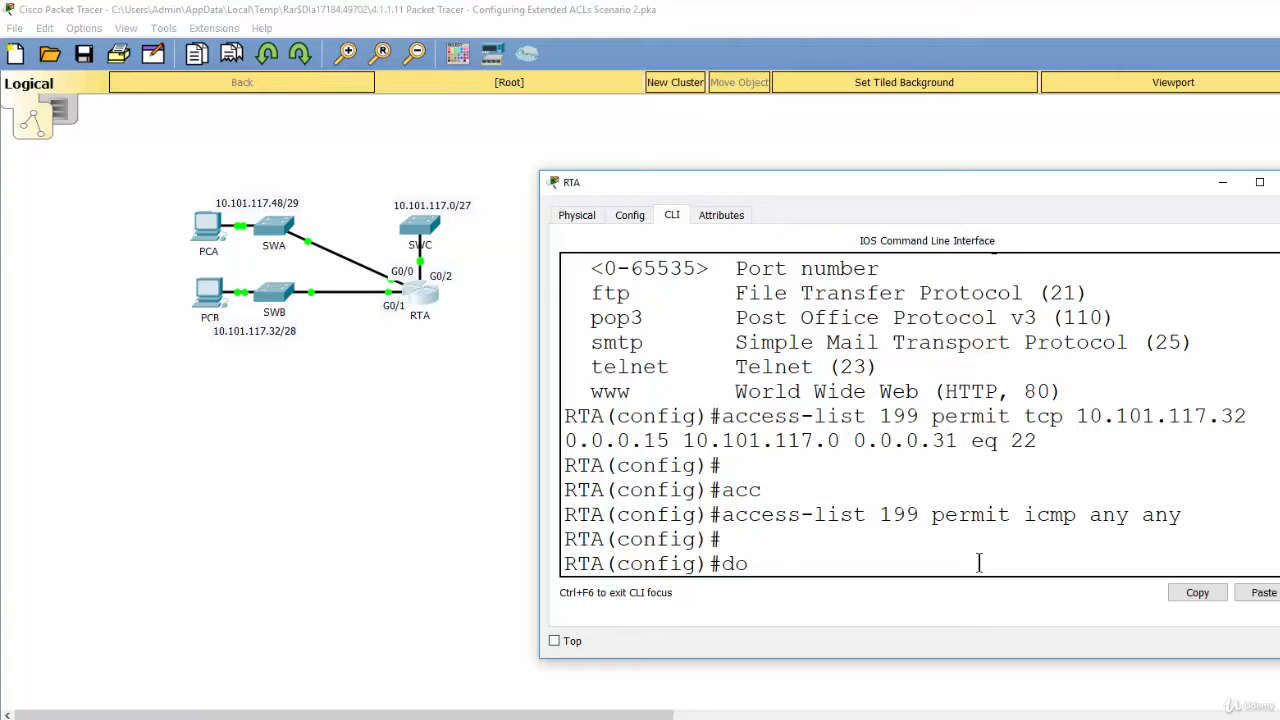 Cisco Packet Tracer - C:\Users\Admin\AppData\Local\Temp\Rar$DIa17184.49702\4.1.1.11 Packet Tracer - Configuring Extended ACLs Scenario 2.pka
File Edit Options View Tools Extensions Help
Logical Back [Root] New Cluster Move Object Set Tiled Background Viewport
10.101.117.48/29
10.101.117.0/27
PCA
SWA
SWC
G0/0
G0/2
PCB
SWB
G0/1
RTA
10.101.117.32/28
RTA
Physical Config CLI Attributes
IOS Command Line Interface
<0-65535> Port number
ftp File Transfer Protocol (21)
pop3 Post Office Protocol v3 (110)
smtp Simple Mail Transport Protocol (25)
telnet Telnet (23)
www World Wide Web (HTTP, 80)
RTA(config)#access-list 199 permit tcp 10.101.117.32
0.0.0.15 10.101.117.0 0.0.0.31 eq 22
RTA(config)#
RTA(config)#acc
RTA(config)#access-list 199 permit icmp any any
RTA(config)#
RTA(config)#do
Ctrl+F6 to exit CLI focus
Copy Paste
Top
Udemy